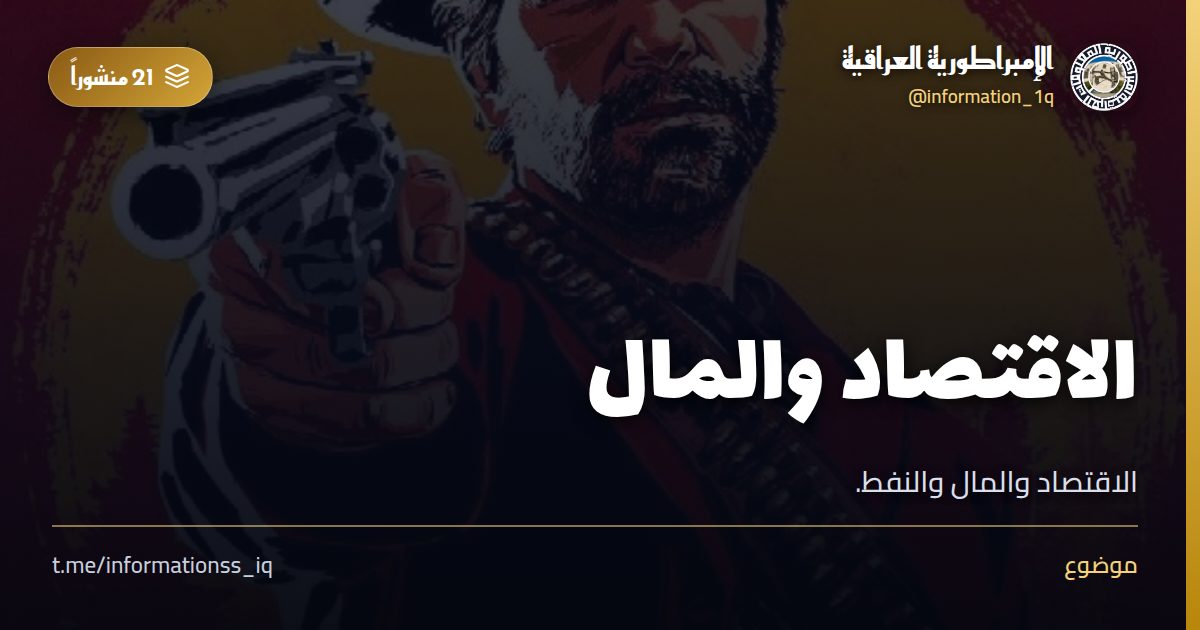 الإمبراطورية العراقية
@information_1q
21 منشوراً
الاقتصاد والمال
الاقتصاد والمال والنفط.
موضوع
t.me/informationss_iq